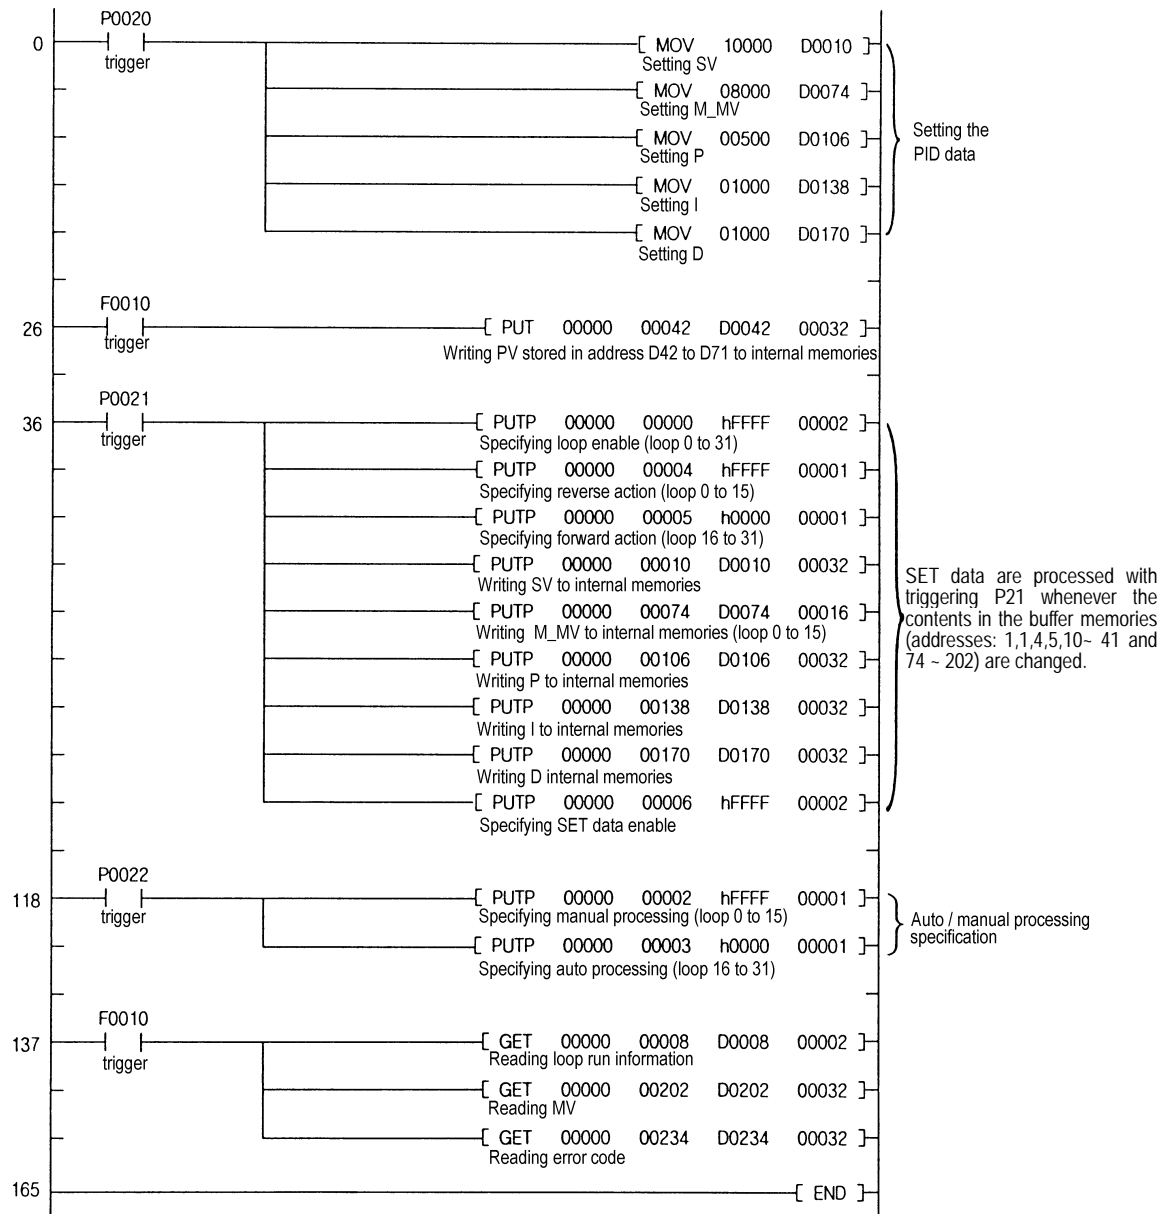 P0020
0 trigger [ MOV 10000 D0010 ]
Setting SV
[ MOV 08000 D0074 ]
Setting M_MV
[ MOV 00500 D0106 ]
Setting P
[ MOV 01000 D0138 ]
Setting I
[ MOV 01000 D0170 ]
Setting D
Setting the
PID data
F0010
26 trigger [ PUT 00000 00042 D0042 00032 ]
Writing PV stored in address D42 to D71 to internal memories
P0021
36 trigger [ PUTP 00000 00000 hFFFF 00002 ]
Specifying loop enable (loop 0 to 31)
[ PUTP 00000 00004 hFFFF 00001 ]
Specifying reverse action (loop 0 to 15)
[ PUTP 00000 00005 h0000 00001 ]
Specifying forward action (loop 16 to 31)
[ PUTP 00000 00010 D0010 00032 ]
Writing SV to internal memories
[ PUTP 00000 00074 D0074 00016 ]
Writing M_MV to internal memories (loop 0 to 15)
[ PUTP 00000 00106 D0106 00032 ]
Writing P to internal memories
[ PUTP 00000 00138 D0138 00032 ]
Writing I to internal memories
[ PUTP 00000 00170 D0170 00032 ]
Writing D internal memories
[ PUTP 00000 00006 hFFFF 00002 ]
Specifying SET data enable
SET data are processed with
triggering P21 whenever the
contents in the buffer memories
(addresses: 1,1,4,5,10~ 41 and
74 ~ 202) are changed.
P0022
118 trigger [ PUTP 00000 00002 hFFFF 00001 ]
Specifying manual processing (loop 0 to 15)
[ PUTP 00000 00003 h0000 00001 ]
Specifying auto processing (loop 16 to 31)
Auto / manual processing
specification
F0010
137 trigger [ GET 00000 00008 D0008 00002 ]
Reading loop run information
[ GET 00000 00202 D0202 00032 ]
Reading MV
[ GET 00000 00234 D0234 00032 ]
Reading error code
165 [ END ]